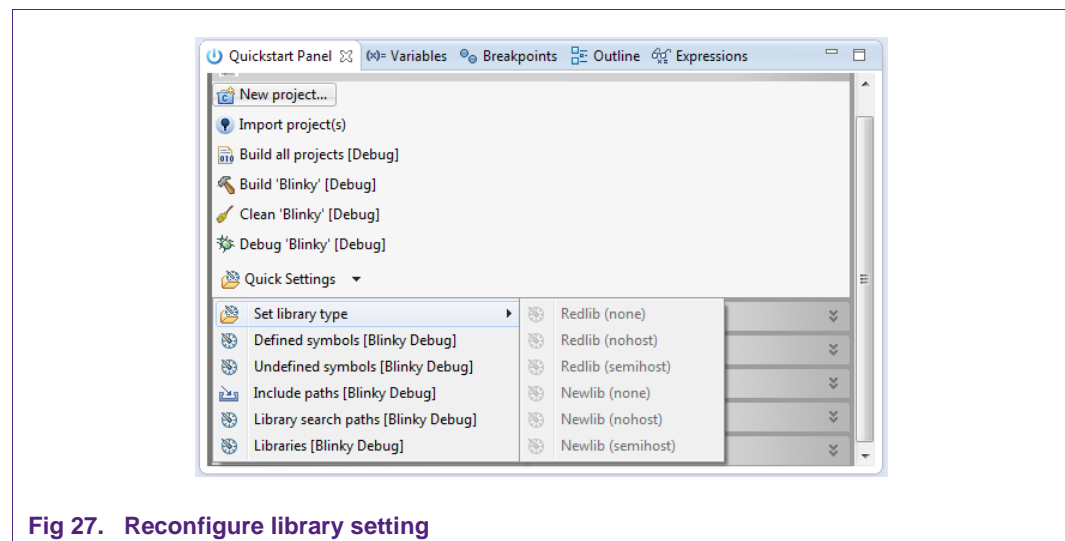 Quickstart Panel (x)= Variables Breakpoints Outline Expressions
New project...
Import project(s)
Build all projects [Debug]
Build 'Blinky' [Debug]
Clean 'Blinky' [Debug]
Debug 'Blinky' [Debug]
Quick Settings
Set library type
Defined symbols [Blinky Debug]
Undefined symbols [Blinky Debug]
Include paths [Blinky Debug]
Library search paths [Blinky Debug]
Libraries [Blinky Debug]
Redlib (none)
Redlib (nohost)
Redlib (semihost)
Newlib (none)
Newlib (nohost)
Newlib (semihost)
Fig 27. Reconfigure library setting